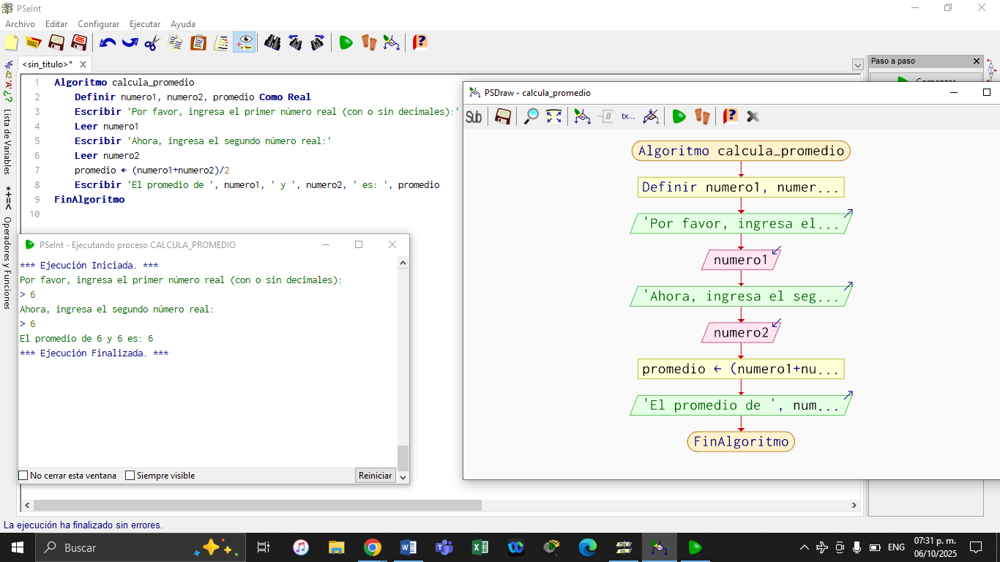 PSeInt
Archivo Editar Configurar Ejecutar Ayuda
<sin_titulo>*
Lista de Variables
Operadores y Funciones
1 Algoritmo calcula_promedio
2 Definir numero1, numero2, promedio Como Real
3 Escribir 'Por favor, ingresa el primer número real (con o sin decimales):'
4 Leer numero1
5 Escribir 'Ahora, ingresa el segundo número real:'
6 Leer numero2
7 promedio ← (numero1+numero2)/2
8 Escribir 'El promedio de ', numero1, ' y ', numero2, ' es: ', promedio
9 FinAlgoritmo
10
PSeInt - Ejecutando proceso CALCULA_PROMEDIO
*** Ejecución Iniciada. ***
Por favor, ingresa el primer número real (con o sin decimales):
> 6
Ahora, ingresa el segundo número real:
> 6
El promedio de 6 y 6 es: 6
*** Ejecución Finalizada. ***
No cerrar esta ventana Siempre visible Reiniciar
Paso a paso
PSDraw - calcula_promedio
Sub
Algoritmo calcula_promedio
Definir numero1, numer...
'Por favor, ingresa el...
numero1
'Ahora, ingresa el seg...
numero2
promedio ← (numero1+nu...
'El promedio de ', num...
FinAlgoritmo
La ejecución ha finalizado sin errores.
Buscar
ENG
07:31 p. m.
06/10/2025